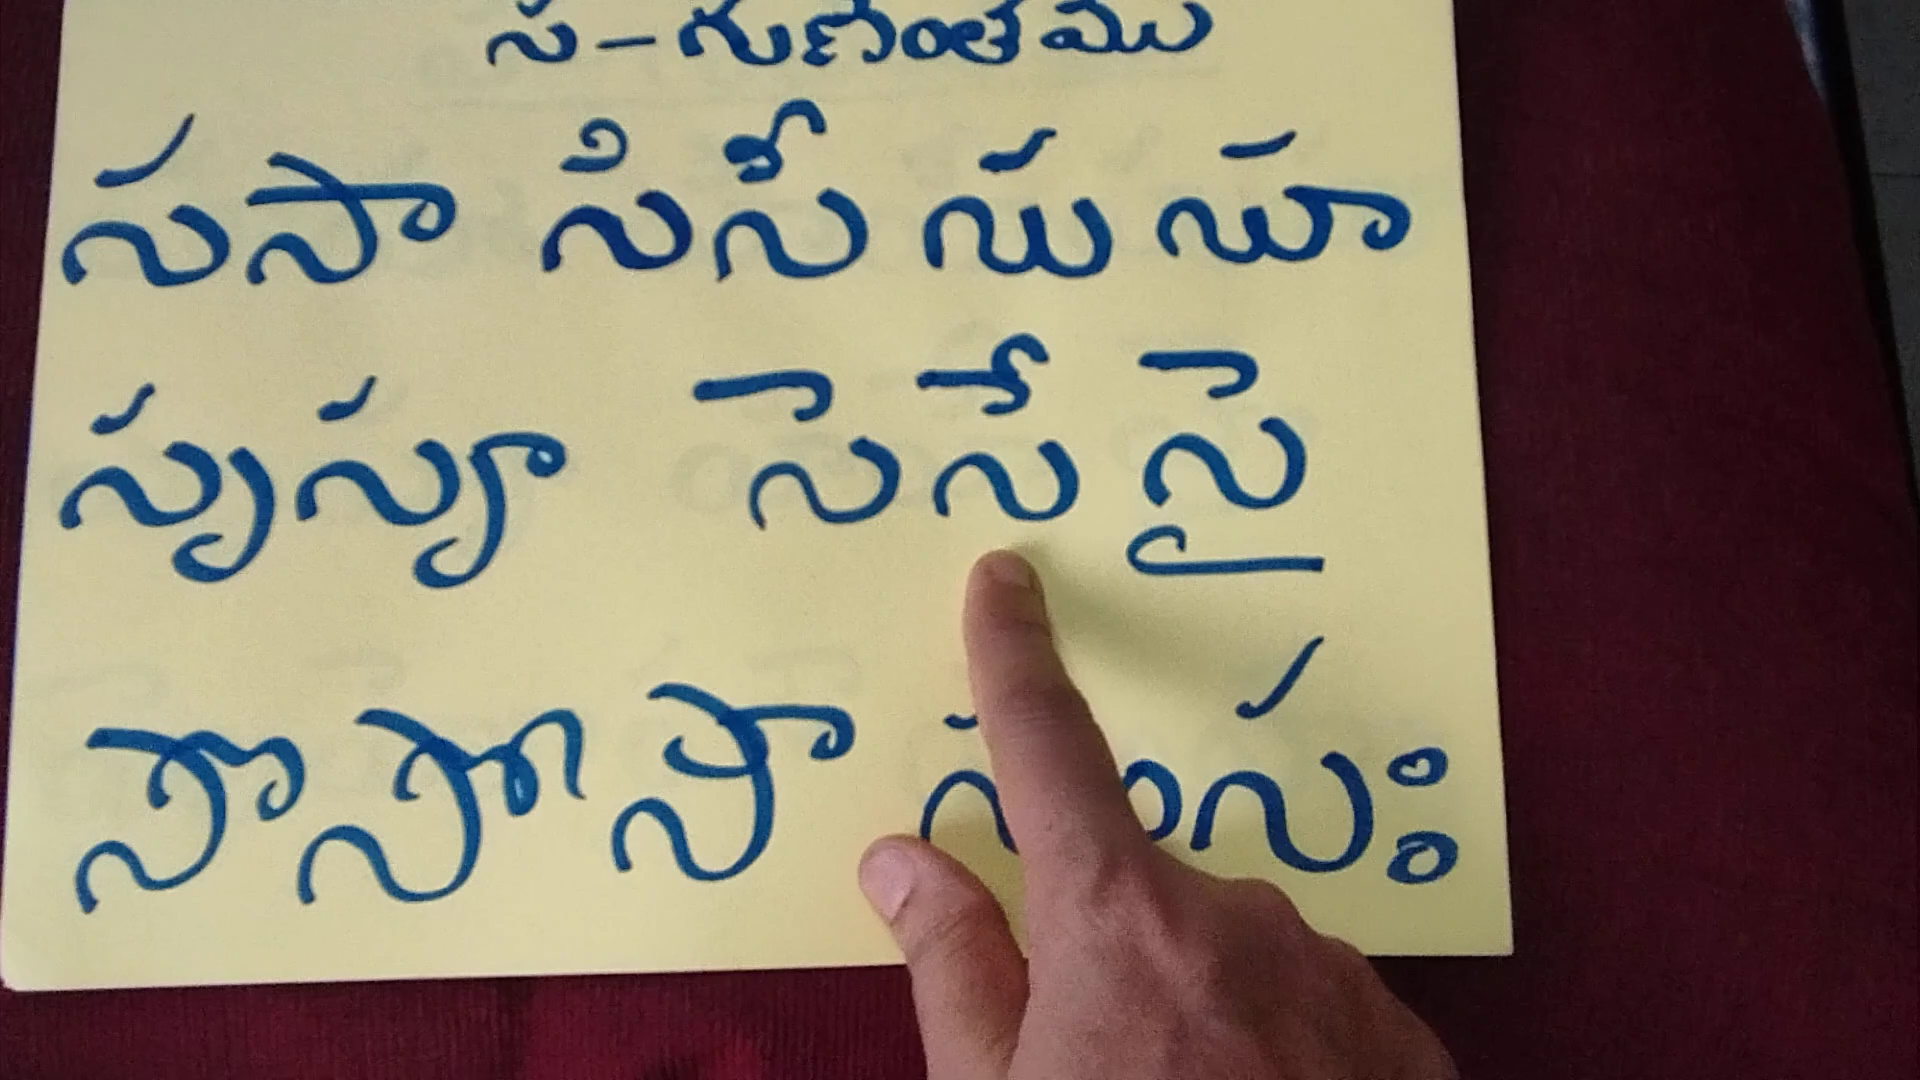 స - గుణింతము
స సా సి సీ సు సూ
సృ సౄ సె సే సై
సొ సో సౌ సం సః